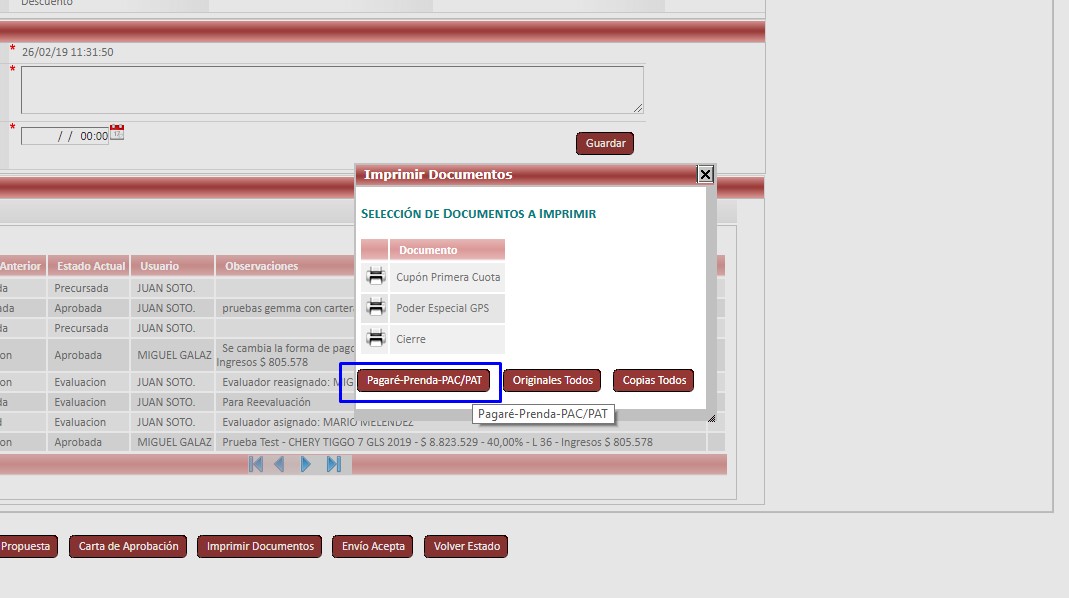 Descuento
* 26/02/19 11:31:50
*
* / / 00:00
Guardar
Imprimir Documentos
SELECCIÓN DE DOCUMENTOS A IMPRIMIR
Documento
Cupón Primera Cuota
Poder Especial GPS
Cierre
Pagaré-Prenda-PAC/PAT Originales Todos Copias Todos
Pagaré-Prenda-PAC/PAT
Anterior Estado Actual Usuario Observaciones
da Precursada JUAN SOTO.
ada Aprobada JUAN SOTO. pruebas gemma con carter
da Precursada JUAN SOTO.
on Aprobada MIGUEL GALAZ Se cambia la forma de pago
Ingresos $ 805.578
on Evaluacion JUAN SOTO. Evaluador reasignado: MIG
da Evaluacion JUAN SOTO. Para Reevaluación
d Evaluacion JUAN SOTO. Evaluador asignado: MARIO MELENDEZ
on Aprobada MIGUEL GALAZ Prueba Test - CHERY TIGGO 7 GLS 2019 - $ 8.823.529 - 40,00% - L 36 - Ingresos $ 805.578
Propuesta Carta de Aprobación Imprimir Documentos Envío Acepta Volver Estado